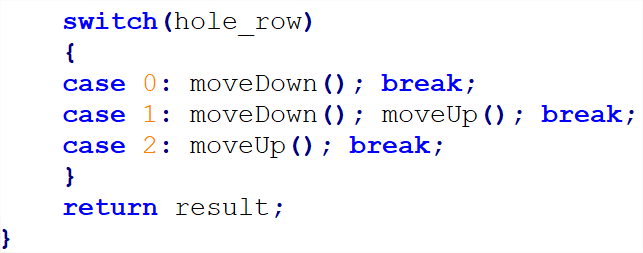 switch(hole_row)
{
case 0: moveDown(); break;
case 1: moveDown(); moveUp(); break;
case 2: moveUp(); break;
}
return result;
}